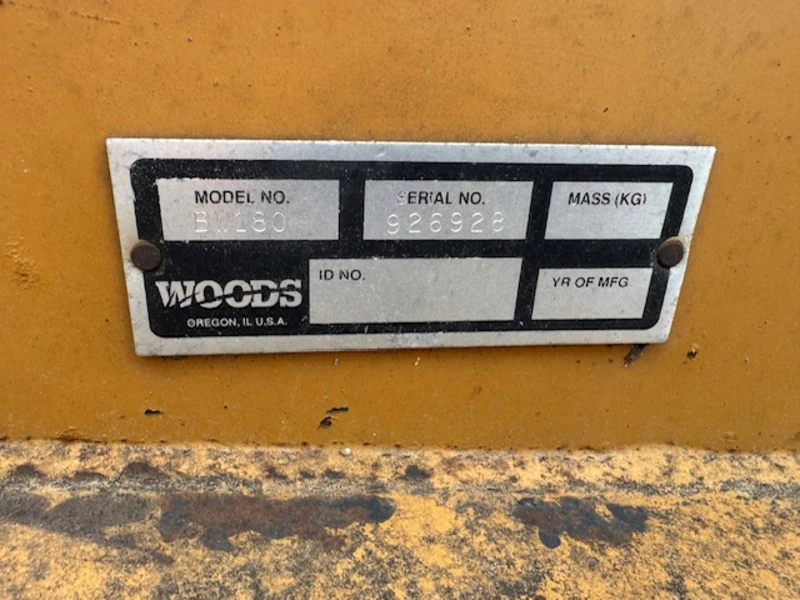 MODEL NO.
BW180
SERIAL NO.
926928
MASS (KG)
WOODS
OREGON, IL U.S.A.
ID NO.
YR OF MFG.